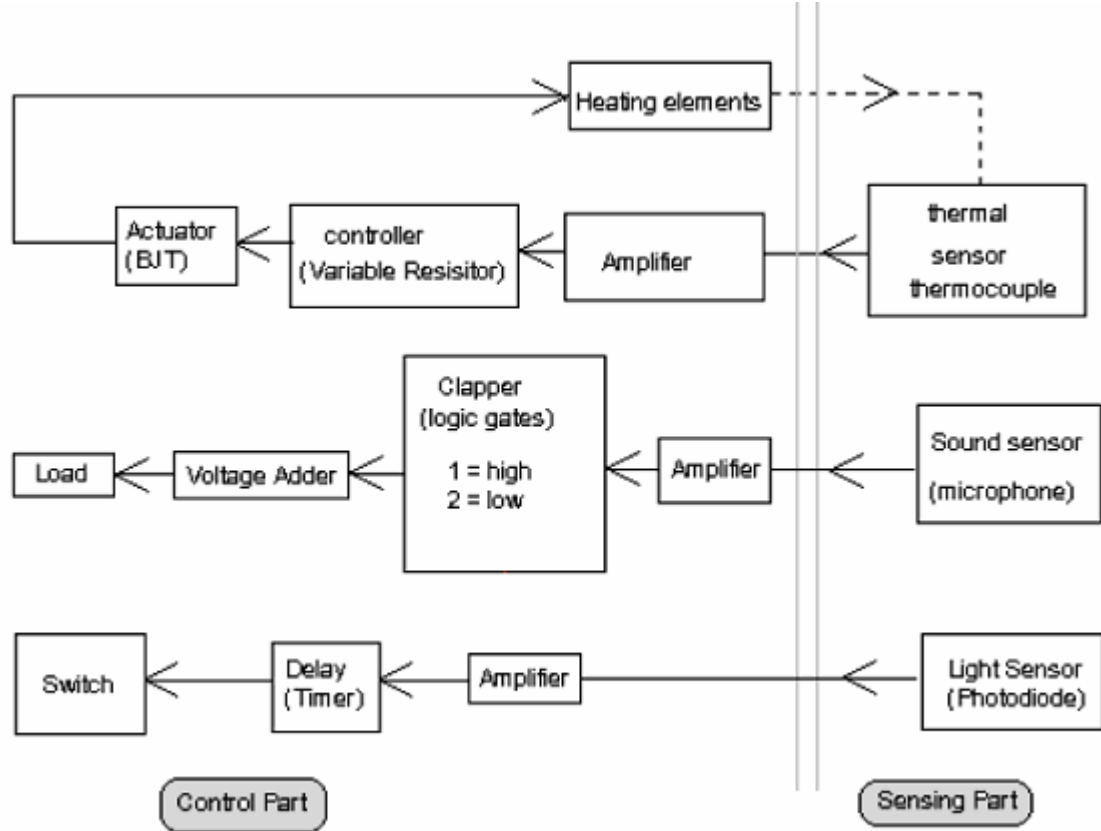 Heating elements
Actuator
(BJT)
controller
(Variable Resisitor)
Amplifier
thermal
sensor
thermocouple
Clapper
(logic gates)
1 = high
2 = low
Load
Voltage Adder
Amplifier
Sound sensor
(microphone)
Switch
Delay
(Timer)
Amplifier
Light Sensor
(Photodiode)
Control Part
Sensing Part